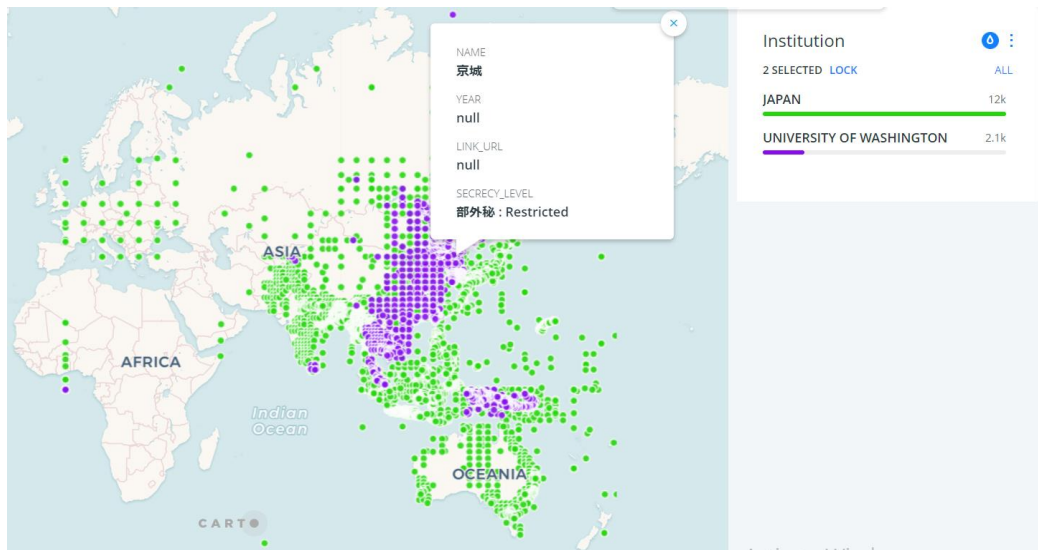 ×
NAME
京城
YEAR
null
LINK_URL
null
SECRECY_LEVEL
部外秘 : Restricted
ASIA
AFRICA
Indian
Ocean
OCEANIA
CARTO
Institution
2 SELECTED LOCK ALL
JAPAN 12k
UNIVERSITY OF WASHINGTON 2.1k